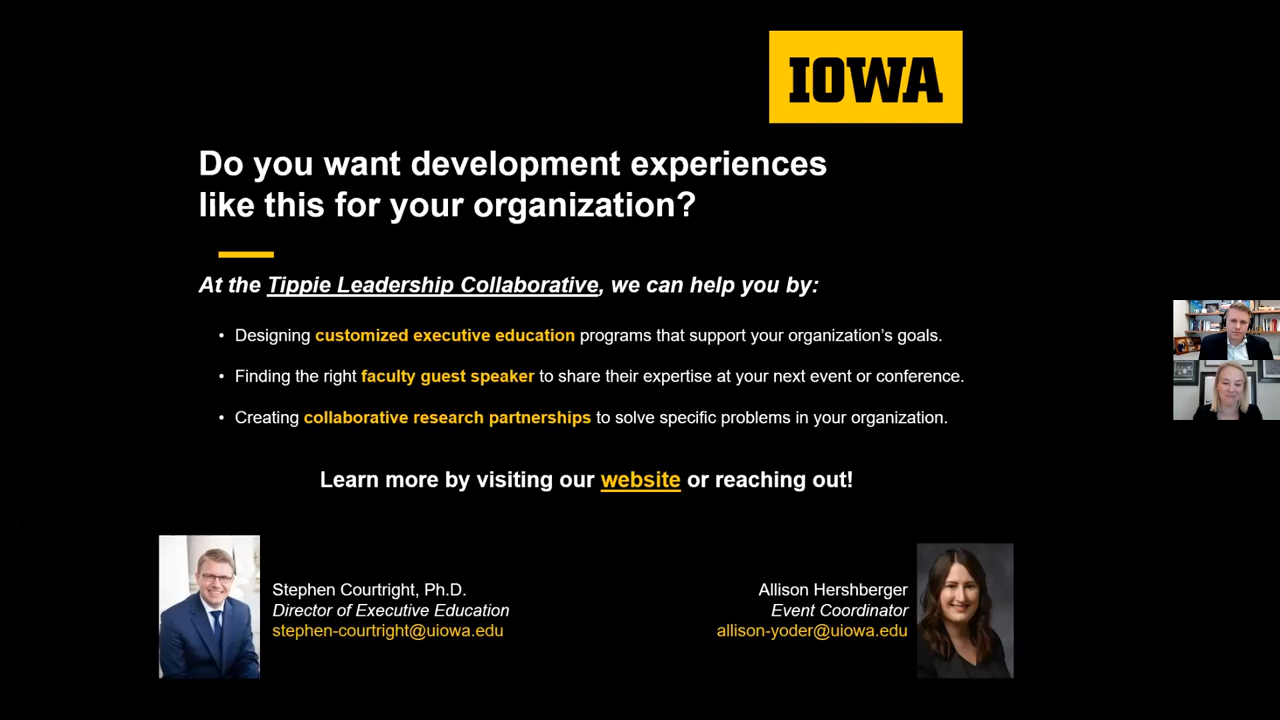 IOWA
Do you want development experiences
like this for your organization?
At the Tippie Leadership Collaborative, we can help you by:
• Designing customized executive education programs that support your organization's goals.
• Finding the right faculty guest speaker to share their expertise at your next event or conference.
• Creating collaborative research partnerships to solve specific problems in your organization.
Learn more by visiting our website or reaching out!
Stephen Courtright, Ph.D.
Director of Executive Education
stephen-courtright@uiowa.edu
Allison Hershberger
Event Coordinator
allison-yoder@uiowa.edu